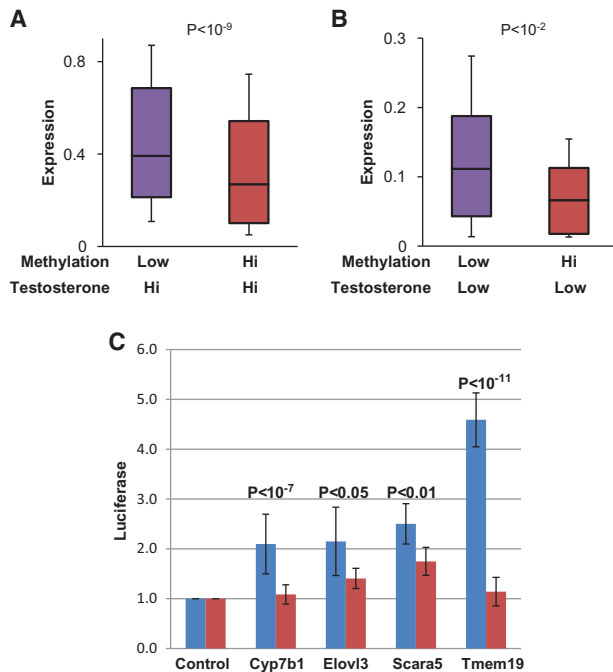 A
P<10-9
Expression
0.8
0.4
0
Methylation Low Hi
Testosterone Hi Hi
B
P<10-2
Expression
0.3
0.2
0.1
0
Methylation Low Hi
Testosterone Low Low
C
Luciferase
6.0
5.0
4.0
3.0
2.0
1.0
0.0
P<10-7
P<0.05
P<0.01
P<10-11
Control Cyp7b1 Elovl3 Scara5 Tmem19